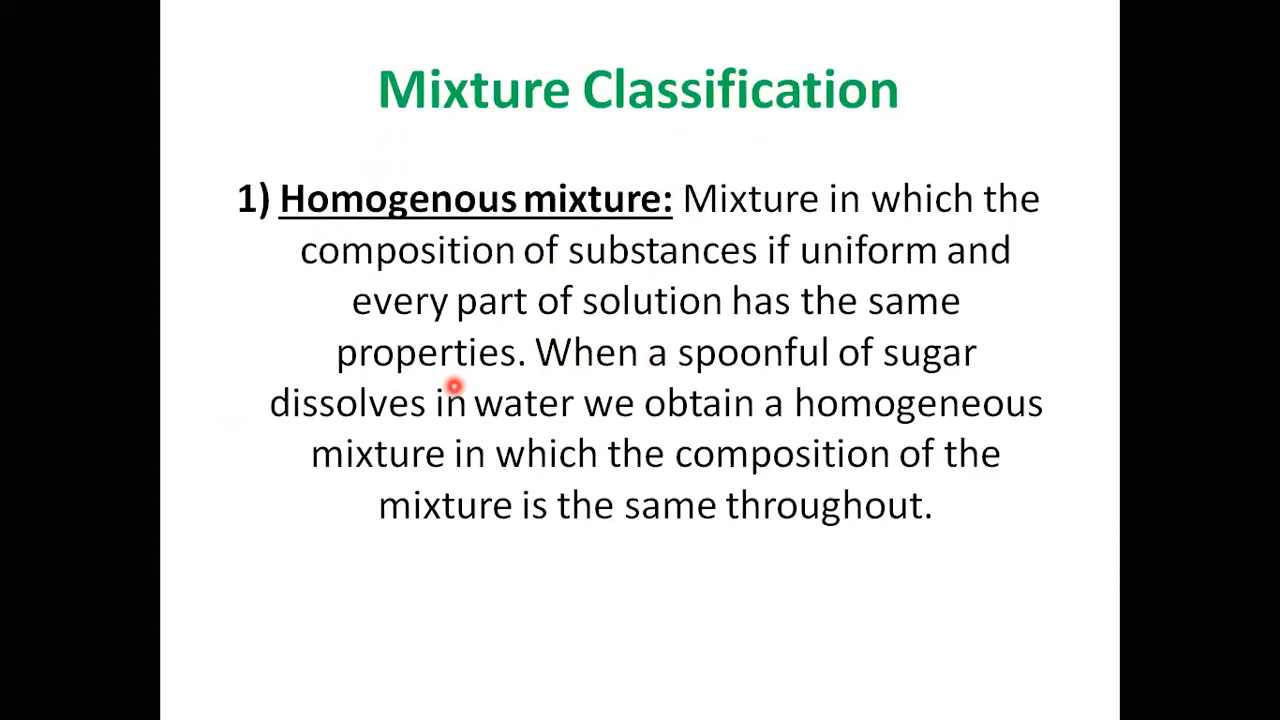 Mixture Classification
1) Homogenous mixture: Mixture in which the
composition of substances if uniform and
every part of solution has the same
properties. When a spoonful of sugar
dissolves in water we obtain a homogeneous
mixture in which the composition of the
mixture is the same throughout.